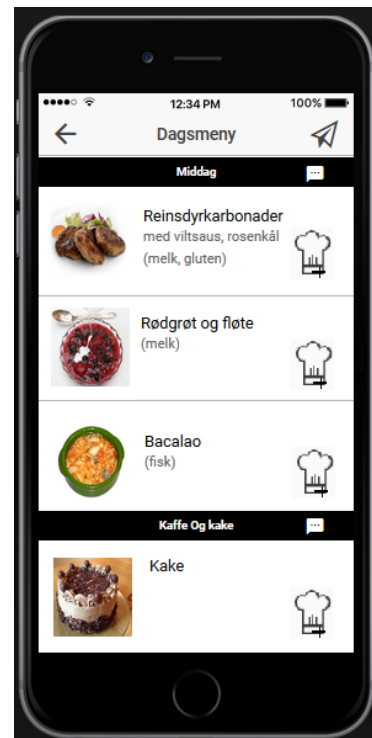 12:34 PM
100%
Dagsmeny
Middag
Reinsdyrkarbonader
med viltsaus, rosenkål
(melk, gluten)
Rødgrøt og fløte
(melk)
Bacalao
(fisk)
Kaffe Og kake
Kake